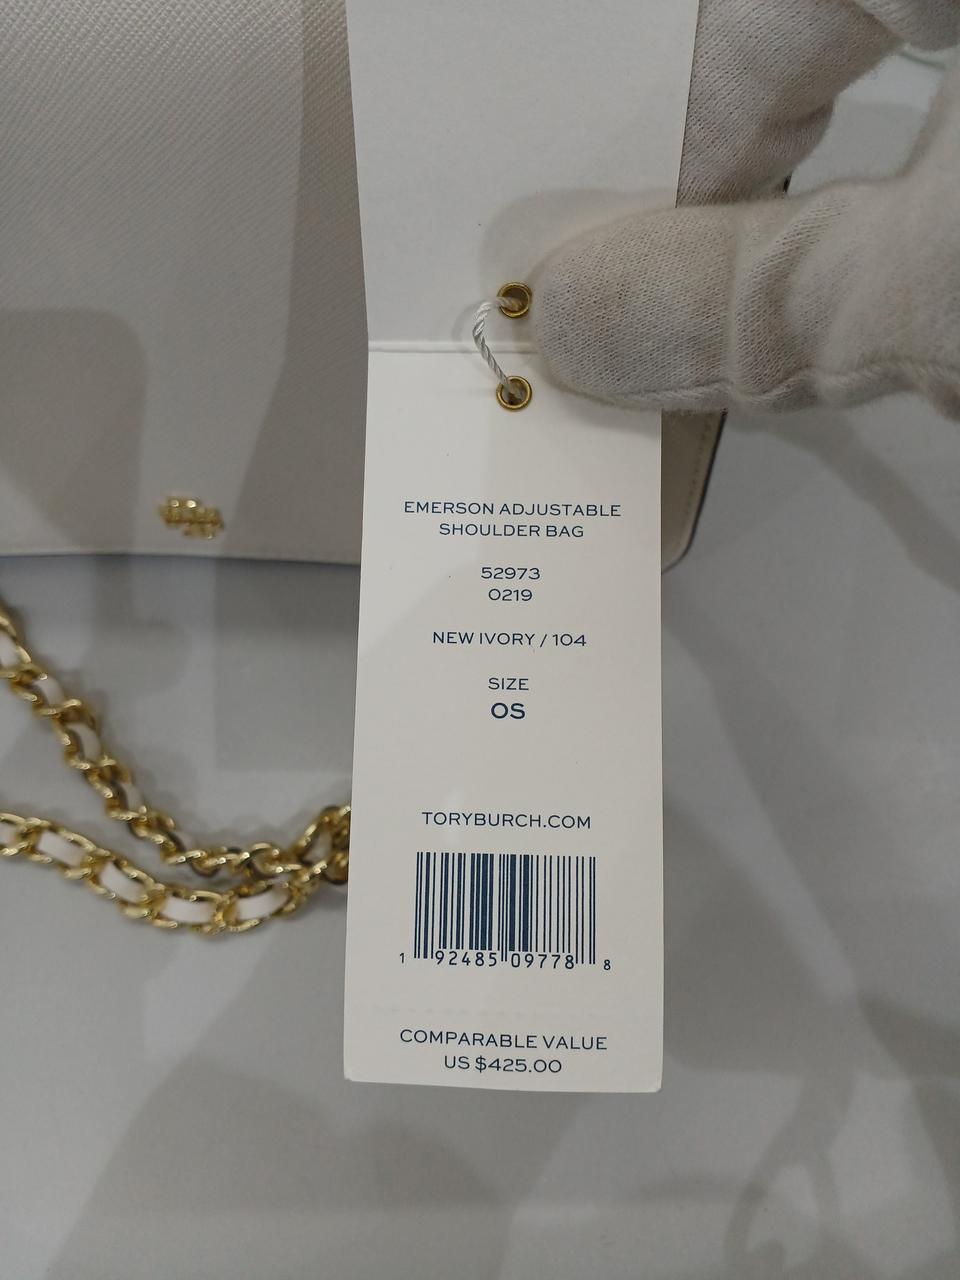 EMERSON ADJUSTABLE
SHOULDER BAG
52973
0219
NEW IVORY / 104
SIZE
OS
TORYBURCH.COM
1 92485 09778 8
COMPARABLE VALUE
US $425.00